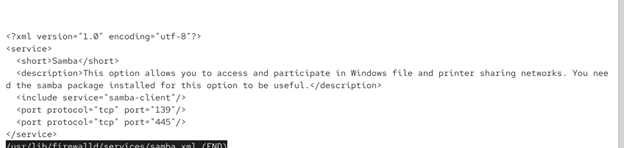 <?xml version="1.0" encoding="utf-8"?>
<service>
  <short>Samba</short>
  <description>This option allows you to access and participate in Windows file and printer sharing networks. You nee
d the samba package installed for this option to be useful.</description>
  <include service="samba-client"/>
  <port protocol="tcp" port="139"/>
  <port protocol="tcp" port="445"/>
</service>
/usr/lib/firewalld/services/samba.xml (END)